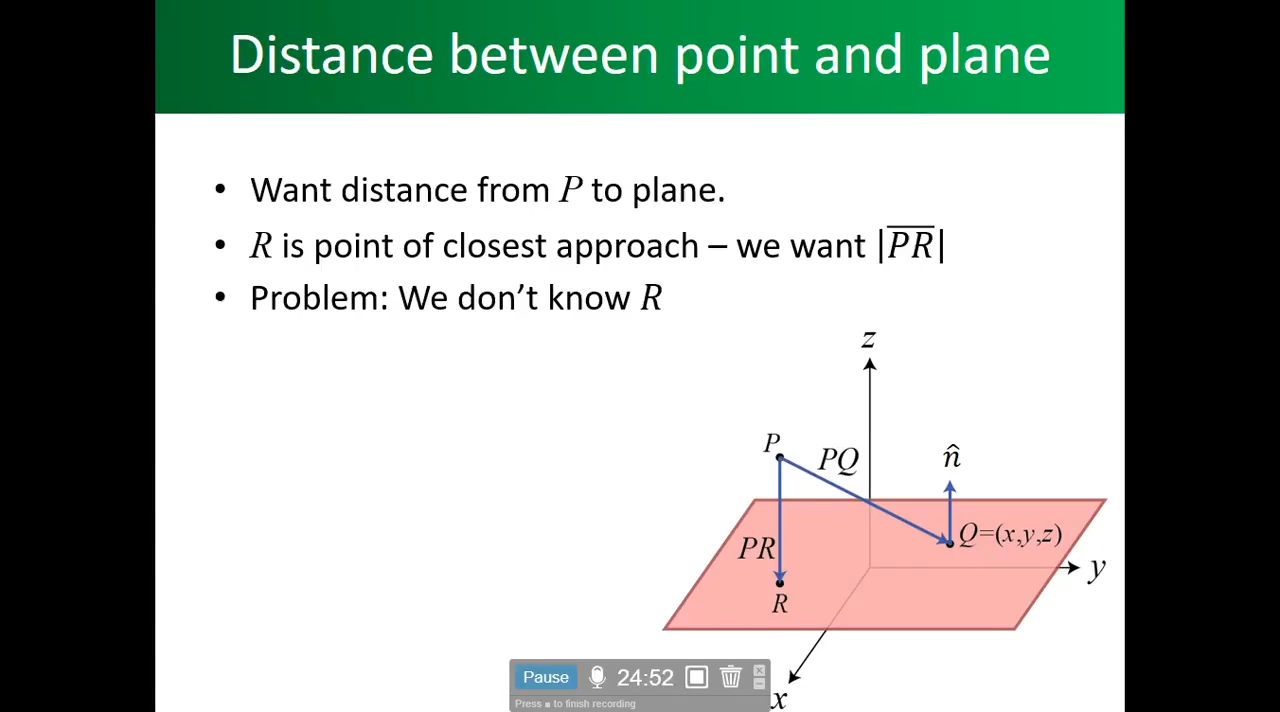 Distance between point and plane
• Want distance from P to plane.
• R is point of closest approach – we want |P̅R̅|
• Problem: We don’t know R
z
P
PQ
n̂
Q=(x,y,z)
PR
y
R
x
Pause 24:52
Press ■ to finish recording